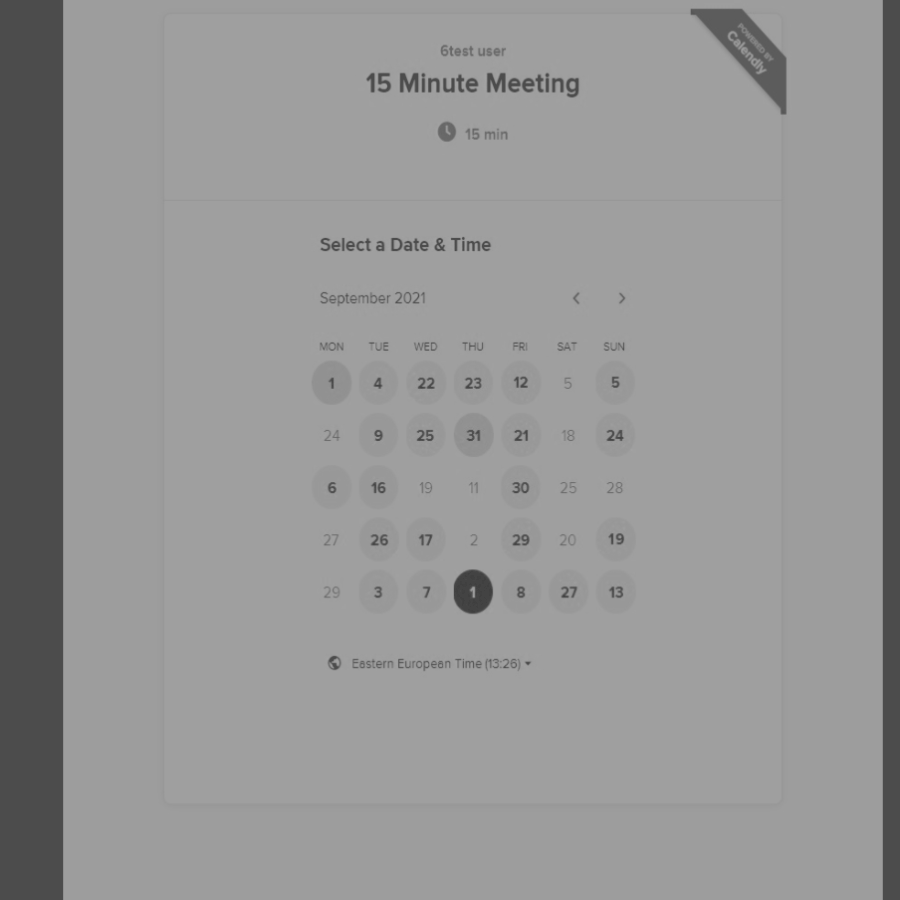 POWERED BY
Calendly
6test user
15 Minute Meeting
15 min
Select a Date & Time
September 2021
MON TUE WED THU FRI SAT SUN
1 4 22 23 12 5 5
24 9 25 31 21 18 24
6 16 19 11 30 25 28
27 26 17 2 29 20 19
29 3 7 1 8 27 13
Eastern European Time (13:26)